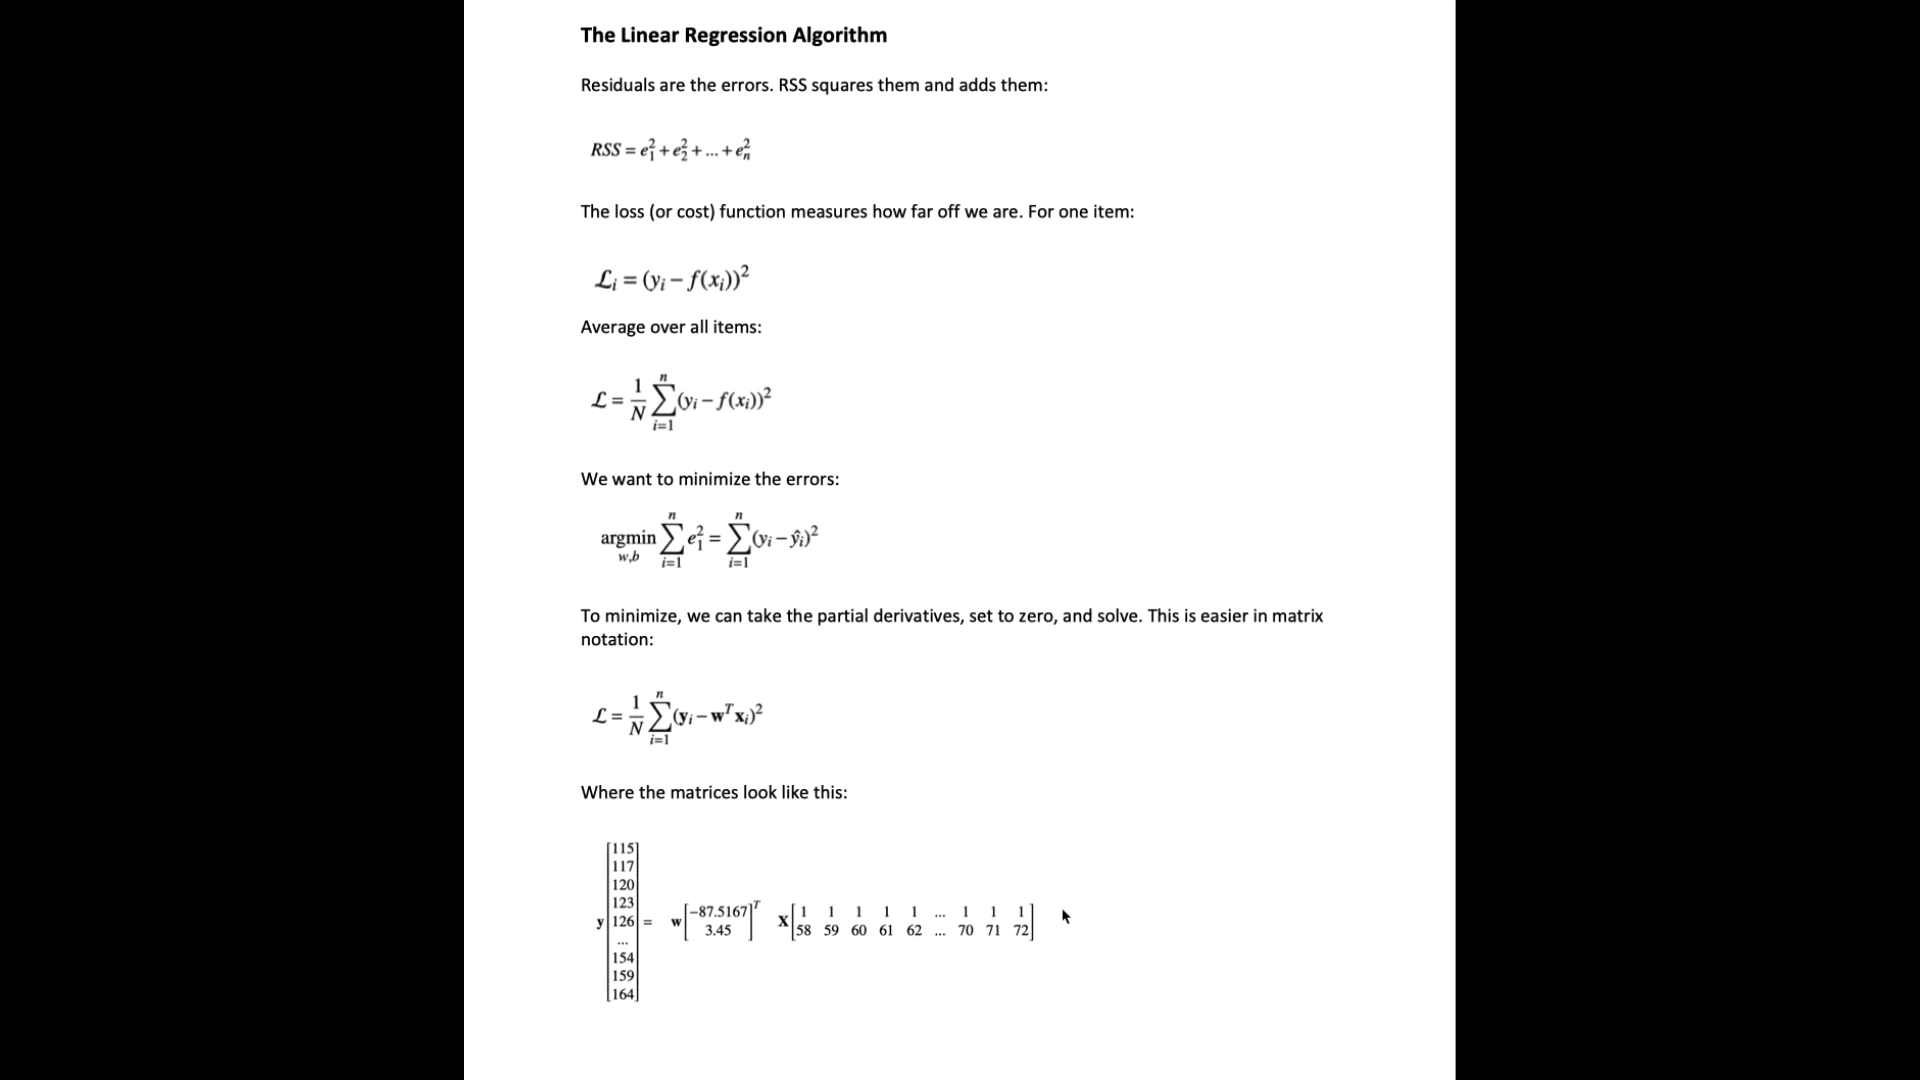 The Linear Regression Algorithm
Residuals are the errors. RSS squares them and adds them:
RSS = e₁² + e₂² + ... + eₙ²
The loss (or cost) function measures how far off we are. For one item:
ℒᵢ = (yᵢ − f(xᵢ))²
Average over all items:
ℒ = 1/N ∑ᵢ₌₁ⁿ (yᵢ − f(xᵢ))²
We want to minimize the errors:
argmin w,b ∑ᵢ₌₁ⁿ e₁² = ∑ᵢ₌₁ⁿ (yᵢ − ŷᵢ)²
To minimize, we can take the partial derivatives, set to zero, and solve. This is easier in matrix
notation:
ℒ = 1/N ∑ᵢ₌₁ⁿ (yᵢ − wᵀxᵢ)²
Where the matrices look like this:
y [115 117 120 123 126 ... 154 159 164] = w [−87.5167 3.45]ᵀ X [1 1 1 1 1 ... 1 1 1
58 59 60 61 62 ... 70 71 72]